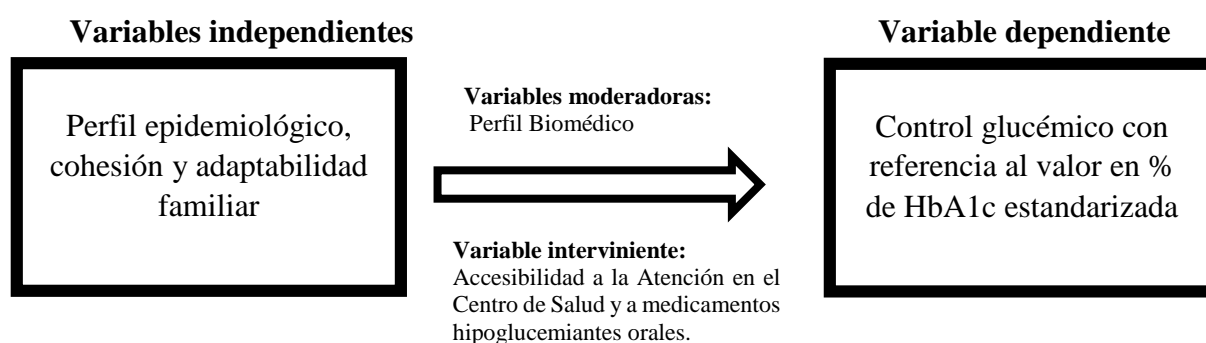 Variables independientes
Perfil epidemiológico,
cohesión y adaptabilidad
familiar
Variables moderadoras:
Perfil Biomédico
Variable interviniente:
Accesibilidad a la Atención en el
Centro de Salud y a medicamentos
hipoglucemiantes orales.
Variable dependiente
Control glucémico con
referencia al valor en %
de HbA1c estandarizada